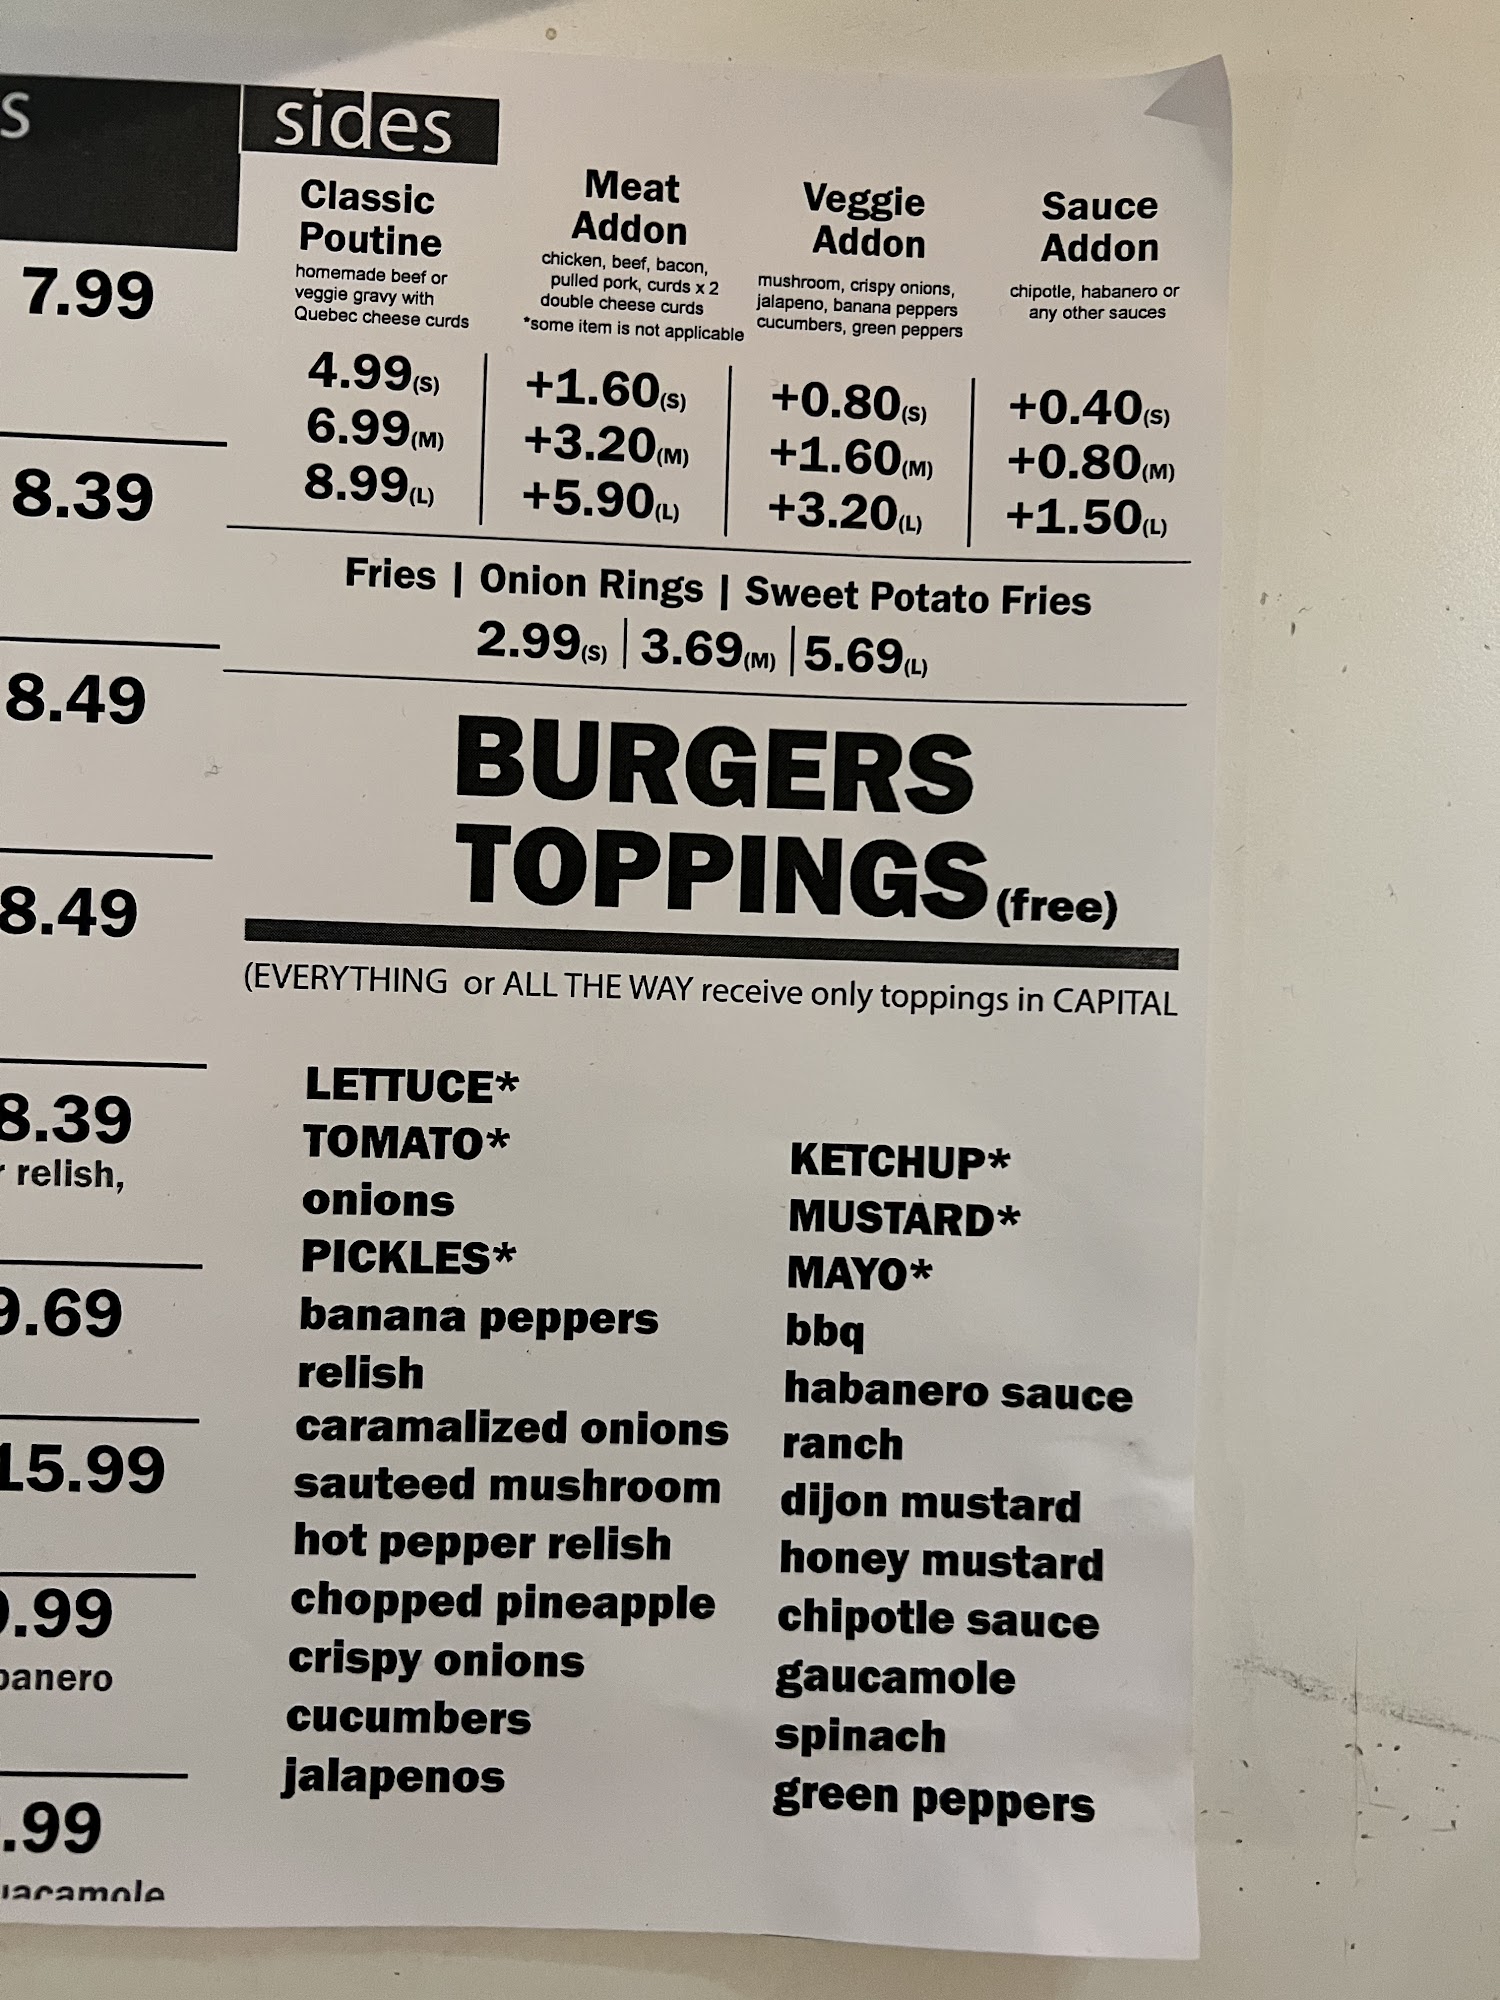 s
7.99
8.39
8.49
8.49
8.39
relish,
.69
15.99
.99
.99
sides
Classic
Poutine
homemade beef or
veggie gravy with
Quebec cheese curds
4.99(S)
6.99(M)
8.99(L)
Meat
Addon
chicken, beef, bacon,
pulled pork, curds x 2
double cheese curds
*some item is not applicable
+1.60(S)
+3.20(M)
+5.90(L)
Veggie
Addon
mushroom, crispy onions,
jalapeno, banana peppers
cucumbers, green peppers
+0.80(S)
+1.60(M)
+3.20(L)
Sauce
Addon
chipotle, habanero or
any other sauces
+0.40(S)
+0.80(M)
+1.50(L)
Fries | Onion Rings | Sweet Potato Fries
2.99(S) | 3.69(M) | 5.69(L)
BURGERS
TOPPINGS (free)
(EVERYTHING or ALL THE WAY receive only toppings in CAPITAL
LETTUCE*
TOMATO*
onions
PICKLES*
banana peppers
relish
caramalized onions
sauteed mushroom
hot pepper relish
chopped pineapple
crispy onions
cucumbers
jalapenos
KETCHUP*
MUSTARD*
MAYO*
bbq
habanero sauce
ranch
dijon mustard
honey mustard
chipotle sauce
gaucamole
spinach
green peppers